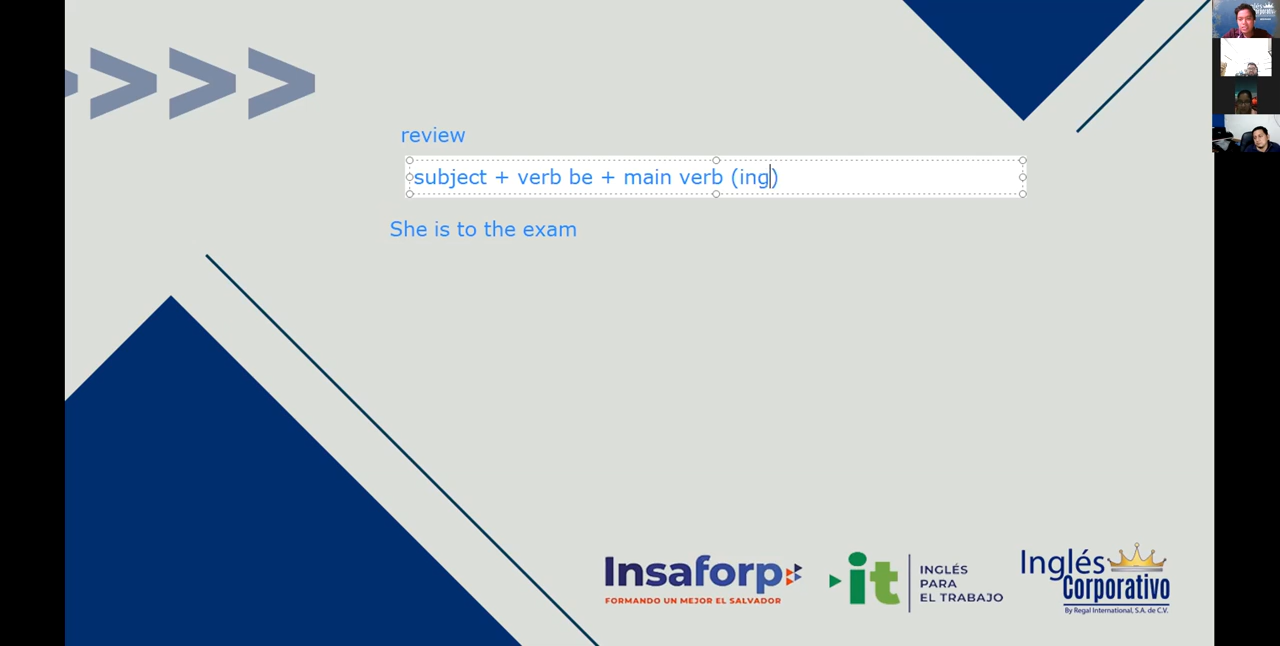 review
subject + verb be + main verb (ing)
She is to the exam
Insaforp
FORMANDO UN MEJOR EL SALVADOR
it
INGLÉS
PARA
EL TRABAJO
Inglés
Corporativo
By Regal International, S.A. de C.V.